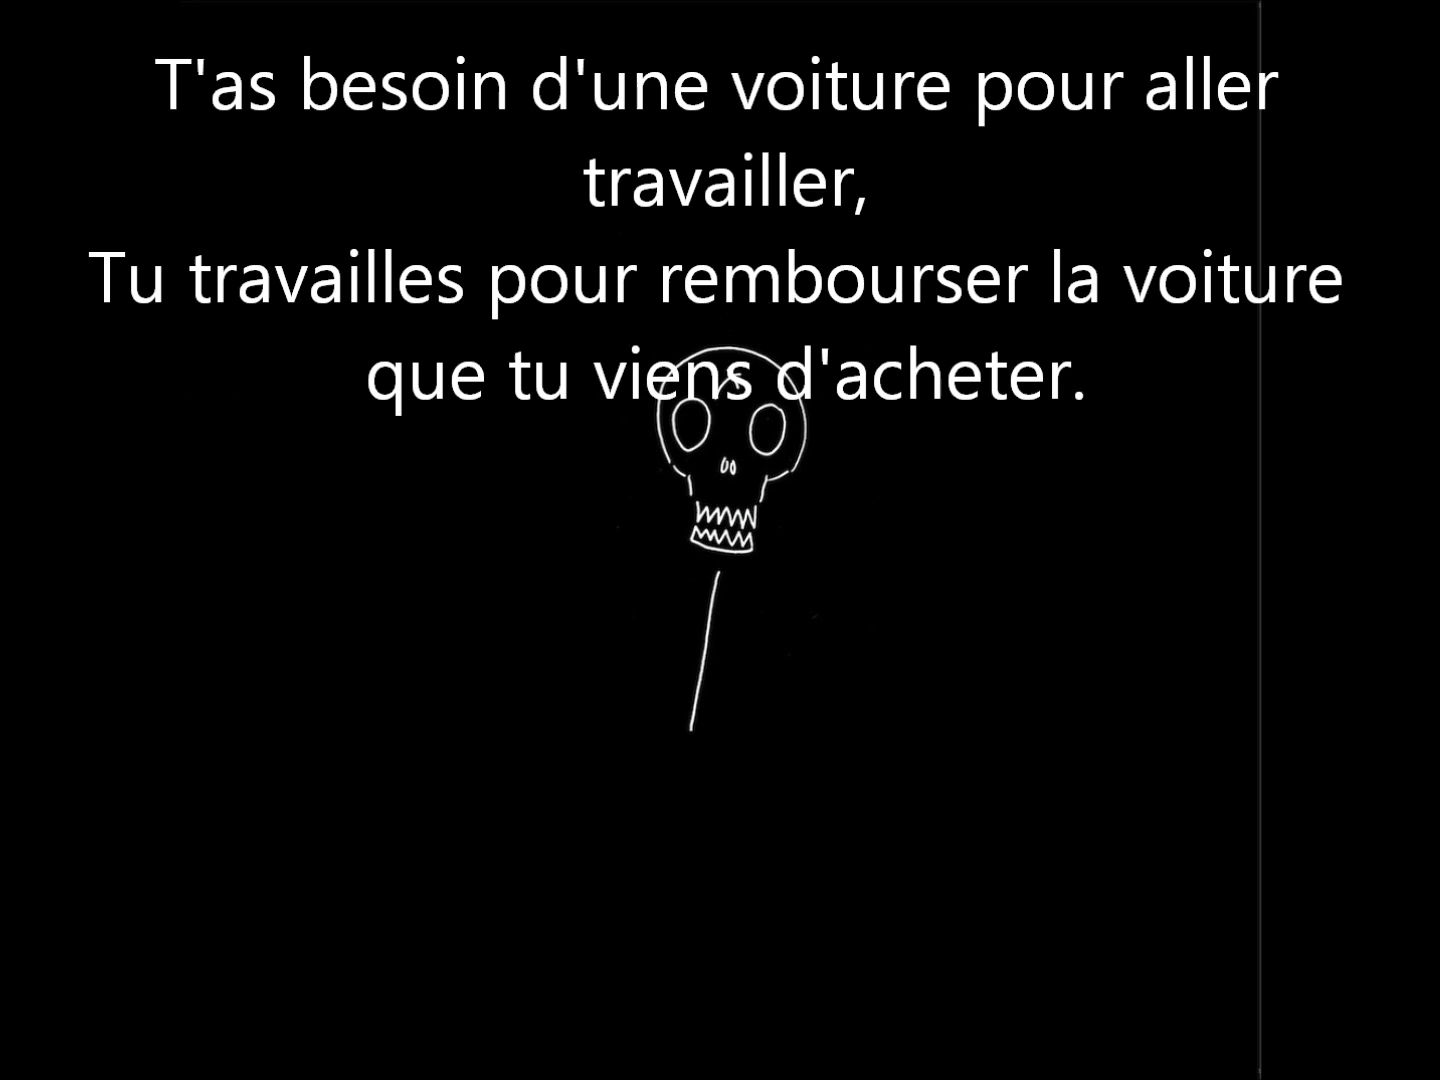 T'as besoin d'une voiture pour aller
travailler,
Tu travailles pour rembourser la voiture
que tu viens d'acheter.